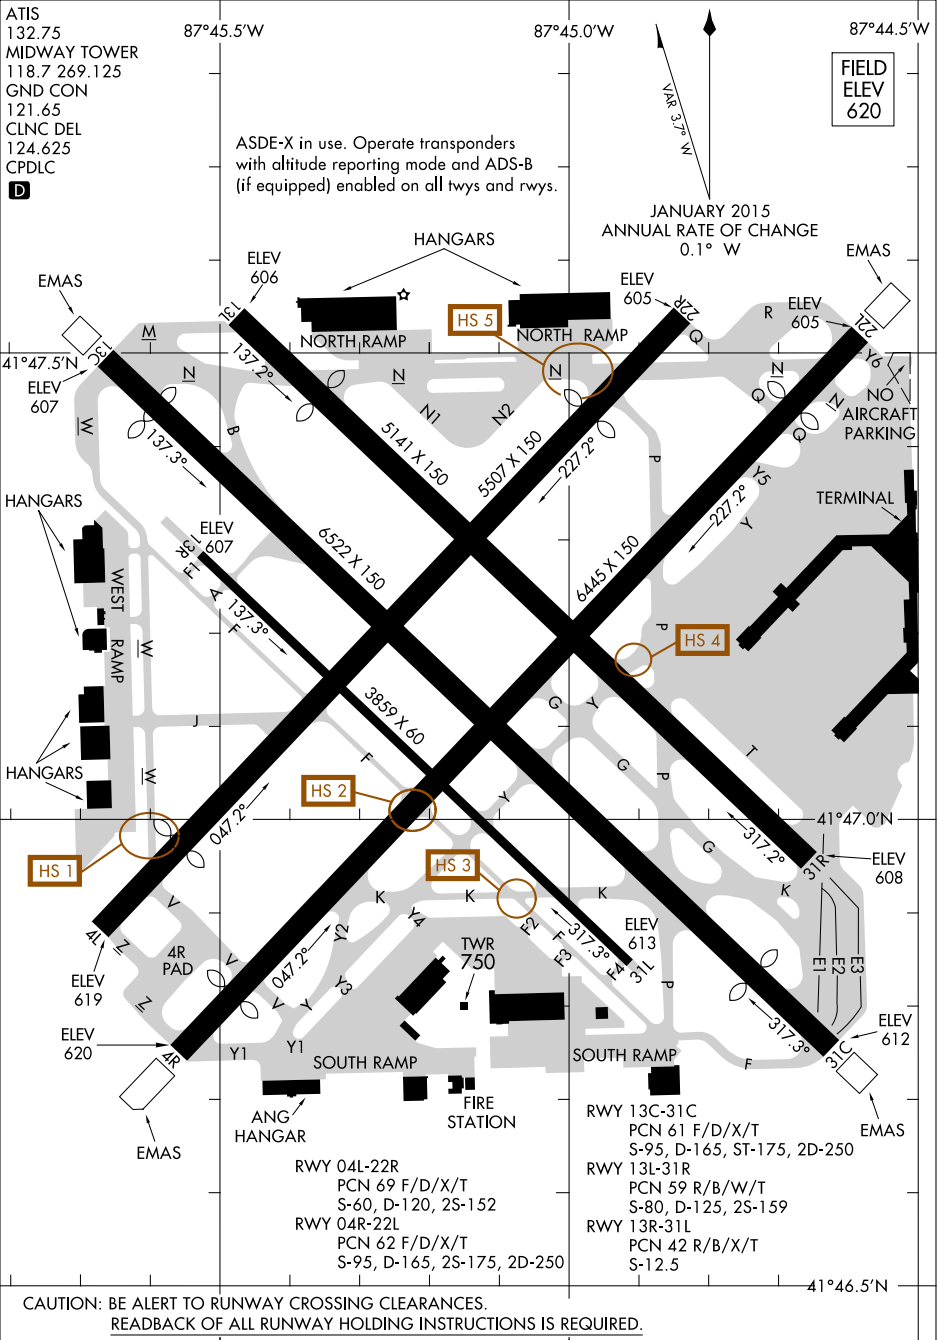 ATIS
132.75
MIDWAY TOWER
118.7 269.125
GND CON
121.65
CLNC DEL
124.625
CPDLC
D
87°45.5'W
87°45.0'W
87°44.5'W
FIELD
ELEV
620
VAR 3.7° W
JANUARY 2015
ANNUAL RATE OF CHANGE
0.1° W
ASDE-X in use. Operate transponders
with altitude reporting mode and ADS-B
(if equipped) enabled on all twys and rwys.
HANGARS
EMAS
ELEV
606
ELEV
605
ELEV
605
EMAS
13L
22R
22L
R
Q
HS 5
NORTH RAMP
NORTH RAMP
M
13C
41°47.5'N
ELEV
607
137.2°
N
N
N
N
Y6
NO
AIRCRAFT
PARKING
W
B
137.3°
N1
N2
Q
Q
N
5141 X 150
5507 X 150
227.2°
P
Y5
Y
227.2°
TERMINAL
HANGARS
ELEV
607
13R
F1
A
F
137.3°
6522 X 150
6445 X 150
WEST
RAMP
W
P
HS 4
J
3859 X 60
G
Y
F
G
P
T
HANGARS
W
HS 2
Y
41°47.0'N
047.2°
317.2°
31R
ELEV
608
HS 1
HS 3
G
K
K
K
K
V
Y4
Y2
F2
F
F3
317.3°
F4
31L
ELEV
613
4L
Z
ELEV
619
4R
PAD
V
047.2°
TWR
750
P
E1
E2
E3
Z
Y3
V
Y
ELEV
620
4R
Y1
Y1
SOUTH RAMP
SOUTH RAMP
F
317.3°
31C
ELEV
612
EMAS
ANG
HANGAR
FIRE
STATION
EMAS
RWY 13C-31C
PCN 61 F/D/X/T
S-95, D-165, ST-175, 2D-250
RWY 04L-22R
PCN 69 F/D/X/T
S-60, D-120, 2S-152
RWY 13L-31R
PCN 59 R/B/W/T
S-80, D-125, 2S-159
RWY 04R-22L
PCN 62 F/D/X/T
S-95, D-165, 2S-175, 2D-250
RWY 13R-31L
PCN 42 R/B/X/T
S-12.5
41°46.5'N
CAUTION: BE ALERT TO RUNWAY CROSSING CLEARANCES.
READBACK OF ALL RUNWAY HOLDING INSTRUCTIONS IS REQUIRED.